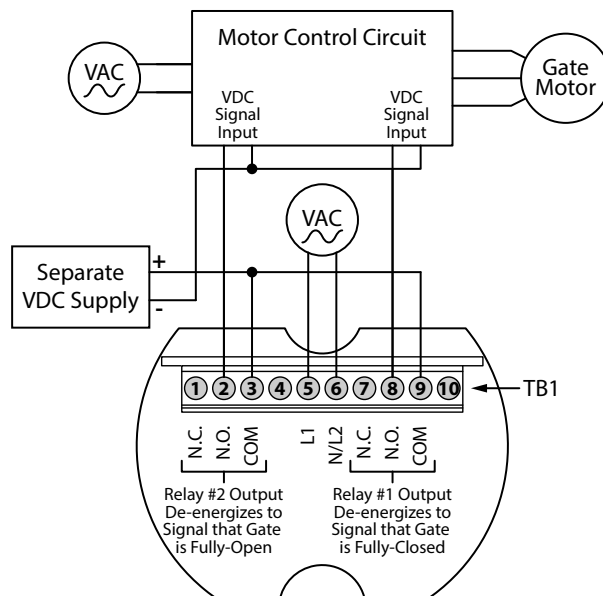 Motor Control Circuit
VAC
VDC
Signal
Input
VDC
Signal
Input
Gate
Motor
VAC
Separate
VDC Supply
+
-
1 2 3 4 5 6 7 8 9 10
TB1
N.C. N.O. COM L1 N/L2 N.C. N.O. COM
Relay #2 Output
De-energizes to
Signal that Gate
is Fully-Open
Relay #1 Output
De-energizes to
Signal that Gate
is Fully-Closed